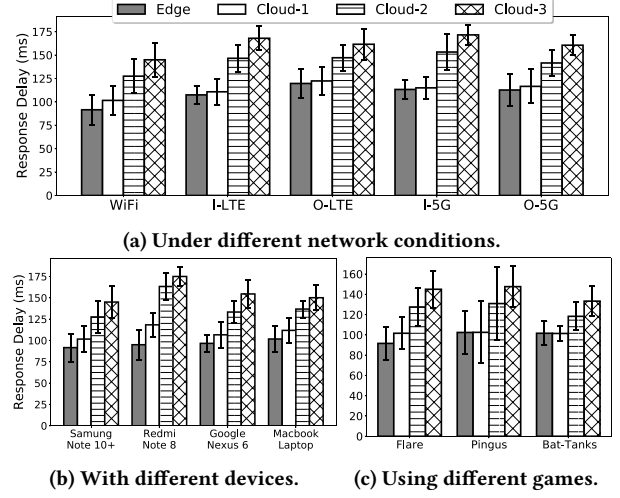 Edge Cloud-1 Cloud-2 Cloud-3
Response Delay (ms)
175
150
125
100
75
50
25
0
WiFi I-LTE O-LTE I-5G O-5G
(a) Under different network conditions.
Response Delay (ms)
175
150
125
100
75
50
25
0
Samung Note 10+
Redmi Note 8
Google Nexus 6
Macbook Laptop
(b) With different devices.
160
140
120
100
80
60
40
20
0
Flare Pingus Bat-Tanks
(c) Using different games.